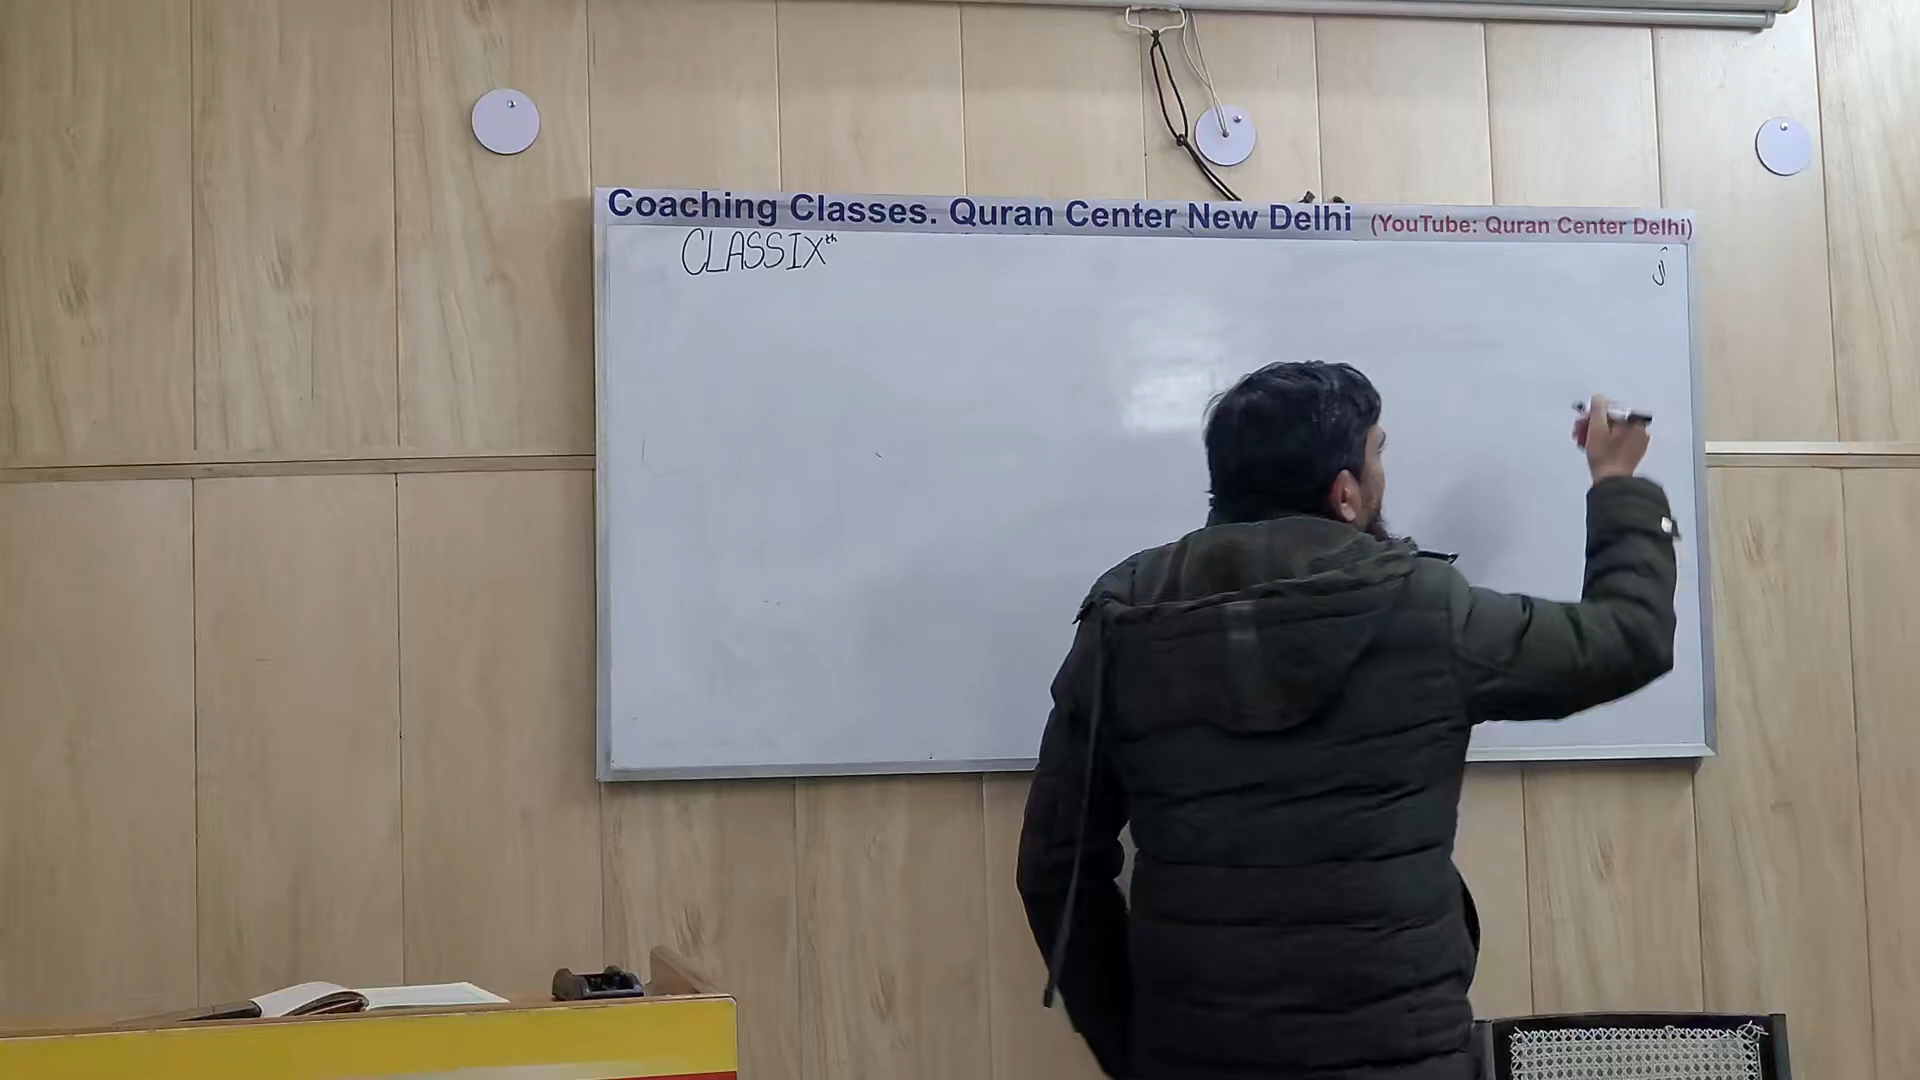 Coaching Classes. Quran Center New Delhi (YouTube: Quran Center Delhi)
CLASS IXth